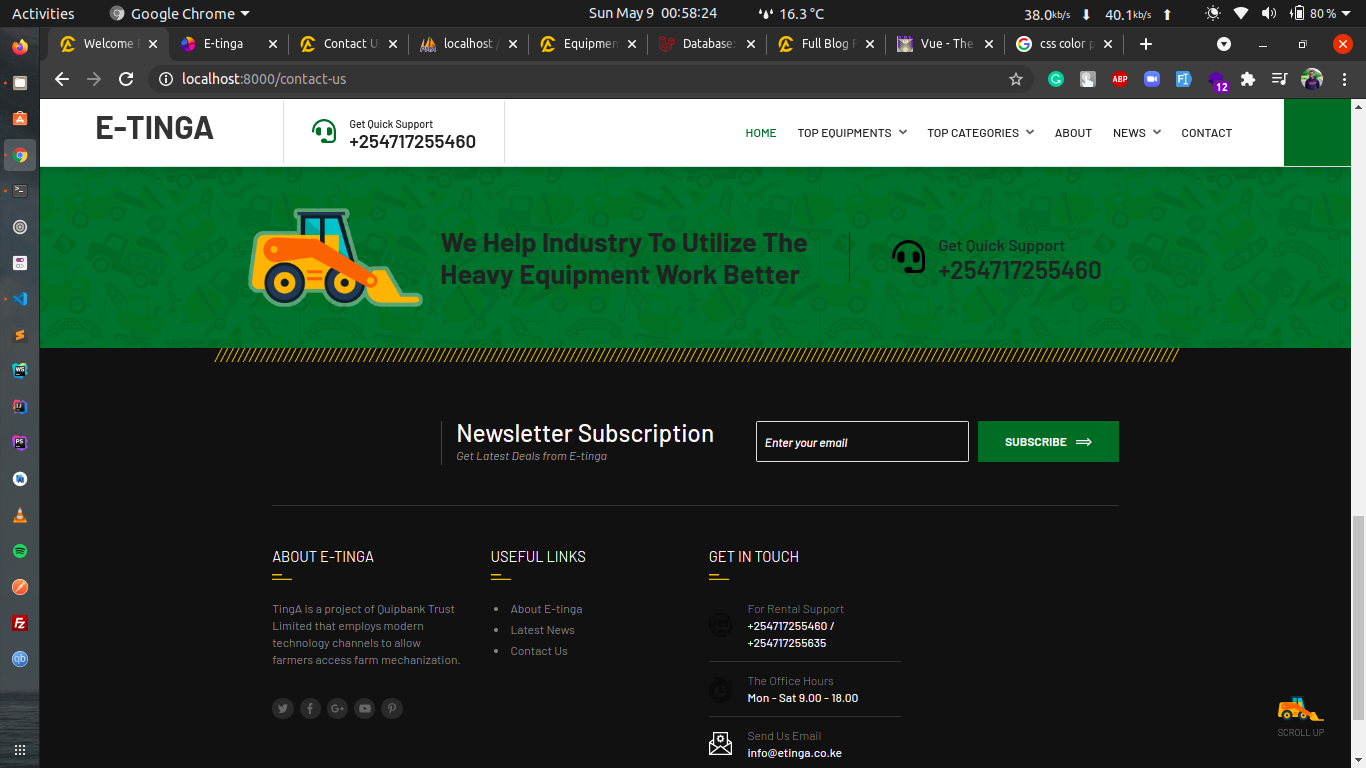 Activities
Google Chrome
Sun May 9 00:58:24
16.3 °C
38.0kb/s
40.1kb/s
80 %
Welcome
E-tinga
Contact U
localhost /
Equipmen
Database:
Full Blog
Vue - The
css color p
localhost:8000/contact-us
ABP
12
E-TINGA
Get Quick Support
+254717255460
HOME
TOP EQUIPMENTS
TOP CATEGORIES
ABOUT
NEWS
CONTACT
We Help Industry To Utilize The
Heavy Equipment Work Better
Get Quick Support
+254717255460
Newsletter Subscription
Get Latest Deals from E-tinga
Enter your email
SUBSCRIBE
ABOUT E-TINGA
TingA is a project of Quipbank Trust
Limited that employs modern
technology channels to allow
farmers access farm mechanization.
USEFUL LINKS
About E-tinga
Latest News
Contact Us
GET IN TOUCH
For Rental Support
+254717255460 /
+254717255635
The Office Hours
Mon - Sat 9.00 - 18.00
Send Us Email
info@etinga.co.ke
SCROLL UP